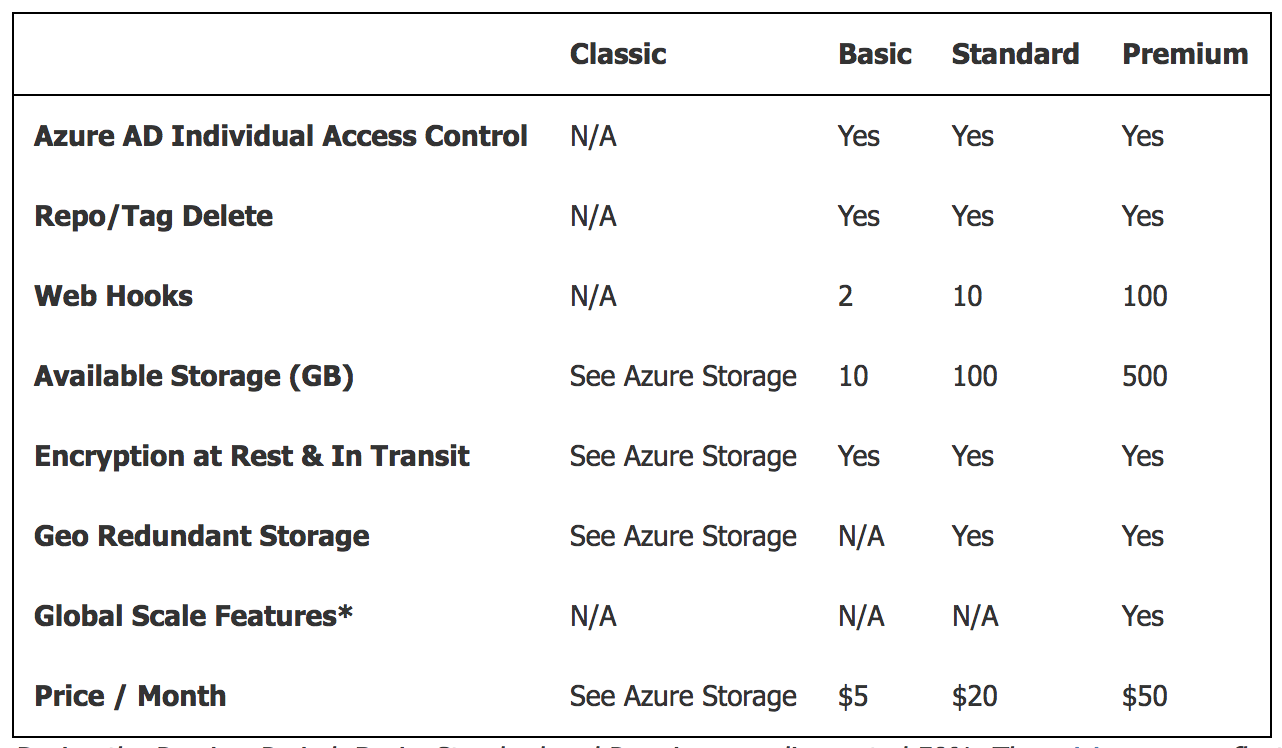 Classic Basic Standard Premium
Azure AD Individual Access Control N/A Yes Yes Yes
Repo/Tag Delete N/A Yes Yes Yes
Web Hooks N/A 2 10 100
Available Storage (GB) See Azure Storage 10 100 500
Encryption at Rest & In Transit See Azure Storage Yes Yes Yes
Geo Redundant Storage See Azure Storage N/A Yes Yes
Global Scale Features* N/A N/A N/A Yes
Price / Month See Azure Storage $5 $20 $50